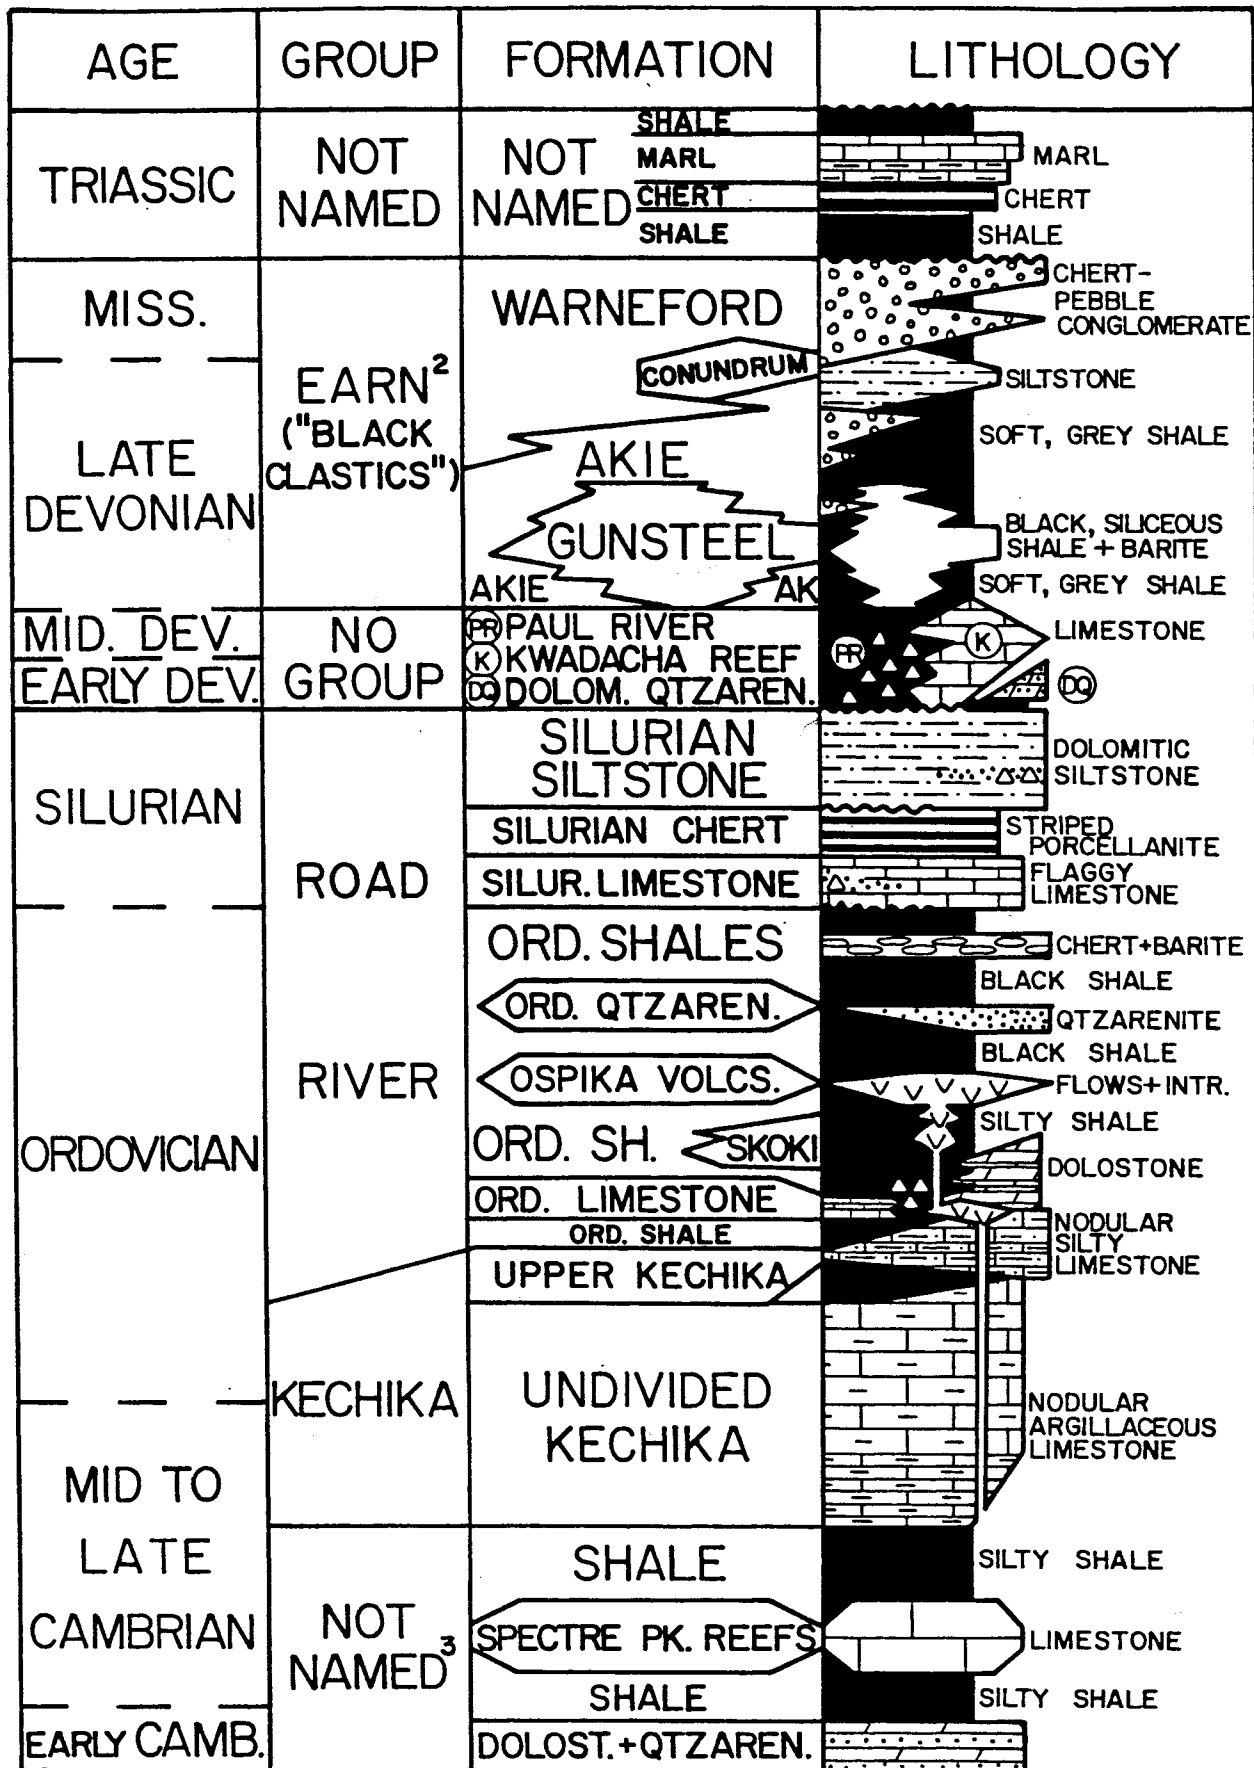 AGE GROUP FORMATION LITHOLOGY
TRIASSIC
NOT
NAMED
NOT
NAMED
SHALE
MARL
CHERT
SHALE
MARL
CHERT
SHALE
MISS.
LATE
DEVONIAN
EARN²
("BLACK
CLASTICS")
WARNEFORD
CONUNDRUM
AKIE
GUNSTEEL
AKIE
AK
CHERT-
PEBBLE
CONGLOMERATE
SILTSTONE
SOFT, GREY SHALE
BLACK, SILICEOUS
SHALE + BARITE
SOFT, GREY SHALE
MID. DEV.
EARLY DEV.
NO
GROUP
PR PAUL RIVER
K KWADACHA REEF
DQ DOLOM. QTZAREN.
PR
K
DQ
LIMESTONE
SILURIAN
ORDOVICIAN
ROAD
RIVER
SILURIAN
SILTSTONE
SILURIAN CHERT
SILUR. LIMESTONE
ORD. SHALES
ORD. QTZAREN.
OSPIKA VOLCS.
ORD. SH.
SKOKI
ORD. LIMESTONE
ORD. SHALE
DOLOMITIC
SILTSTONE
STRIPED
PORCELLANITE
FLAGGY
LIMESTONE
CHERT+BARITE
BLACK SHALE
QTZARENITE
BLACK SHALE
FLOWS+INTR.
SILTY SHALE
DOLOSTONE
NODULAR
SILTY
LIMESTONE
KECHIKA
UPPER KECHIKA
UNDIVIDED
KECHIKA
NODULAR
ARGILLACEOUS
LIMESTONE
MID TO
LATE
CAMBRIAN
EARLY CAMB.
NOT
NAMED³
SHALE
SPECTRE PK. REEFS
SHALE
DOLOST.+QTZAREN.
SILTY SHALE
LIMESTONE
SILTY SHALE